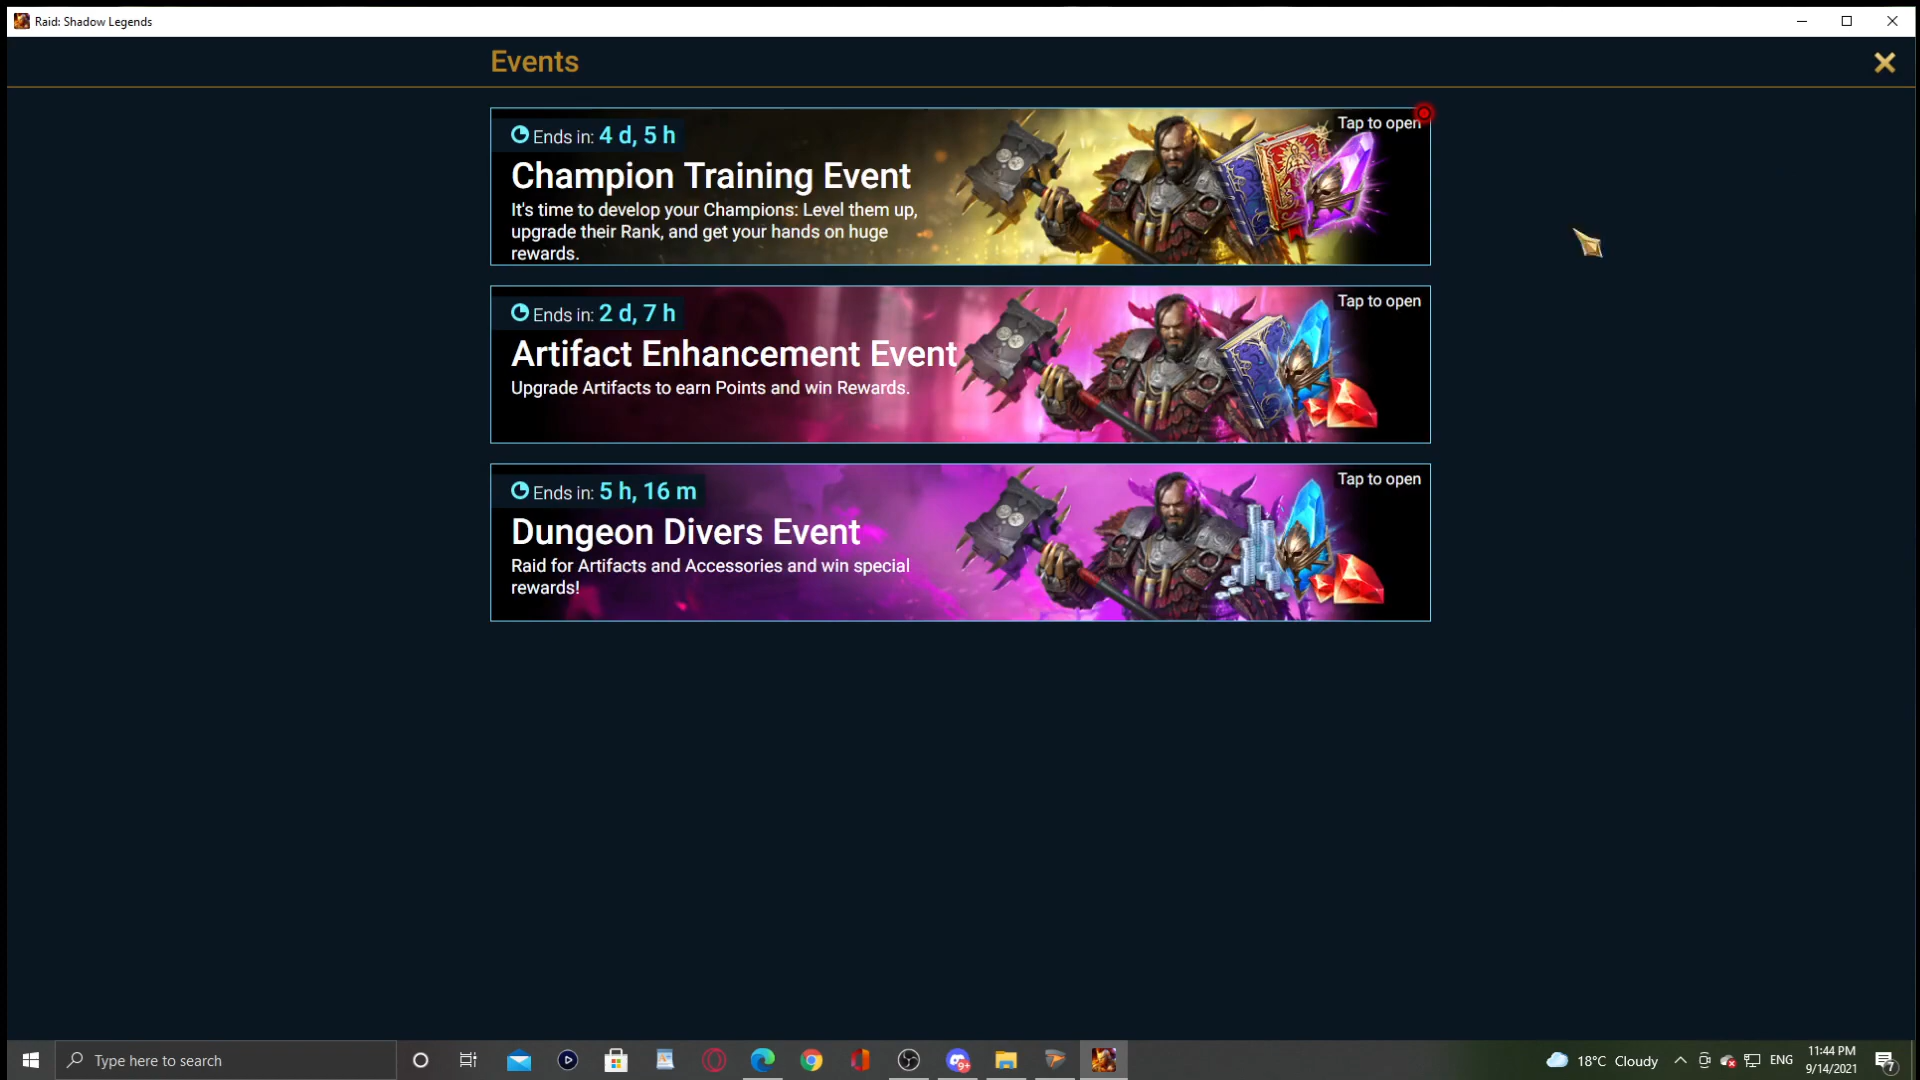 Raid: Shadow Legends
Events
Ends in: 4 d, 5 h
Tap to open
Champion Training Event
It's time to develop your Champions: Level them up,
upgrade their Rank, and get your hands on huge
rewards.
Ends in: 2 d, 7 h
Tap to open
Artifact Enhancement Event
Upgrade Artifacts to earn Points and win Rewards.
Ends in: 5 h, 16 m
Tap to open
Dungeon Divers Event
Raid for Artifacts and Accessories and win special
rewards!
Type here to search
9+
18°C Cloudy
ENG
11:44 PM
9/14/2021
7